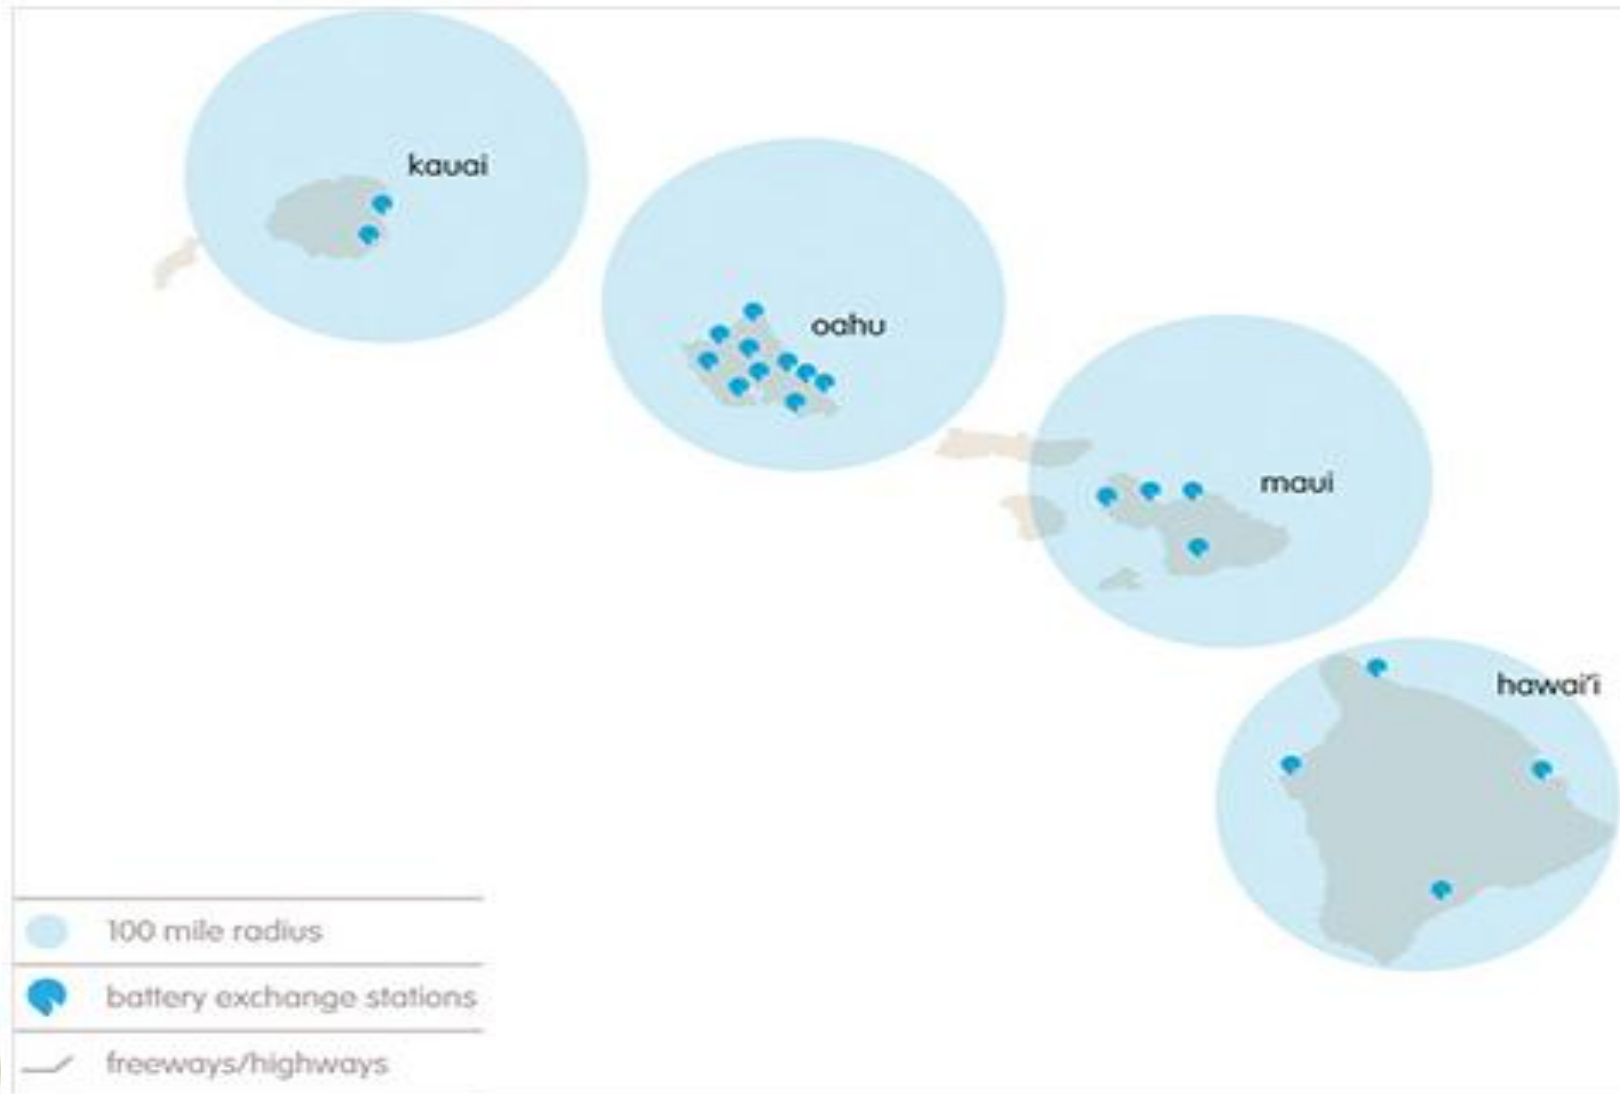 kauai
oahu
maui
hawai'i
100 mile radius
battery exchange stations
freeways/highways